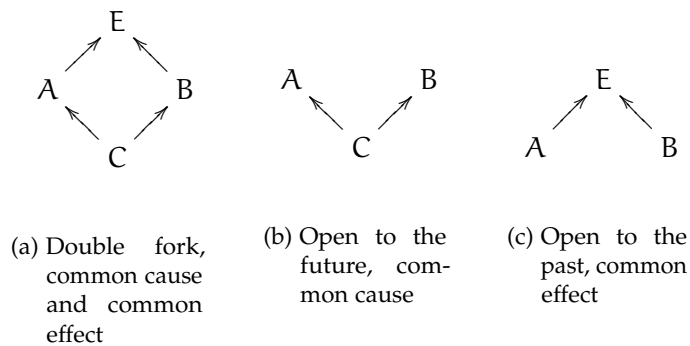 E
A B
C
A B
C
E
A B
(a) Double fork,
common cause
and common
effect
(b) Open to the
future, com-
mon cause
(c) Open to the
past, common
effect